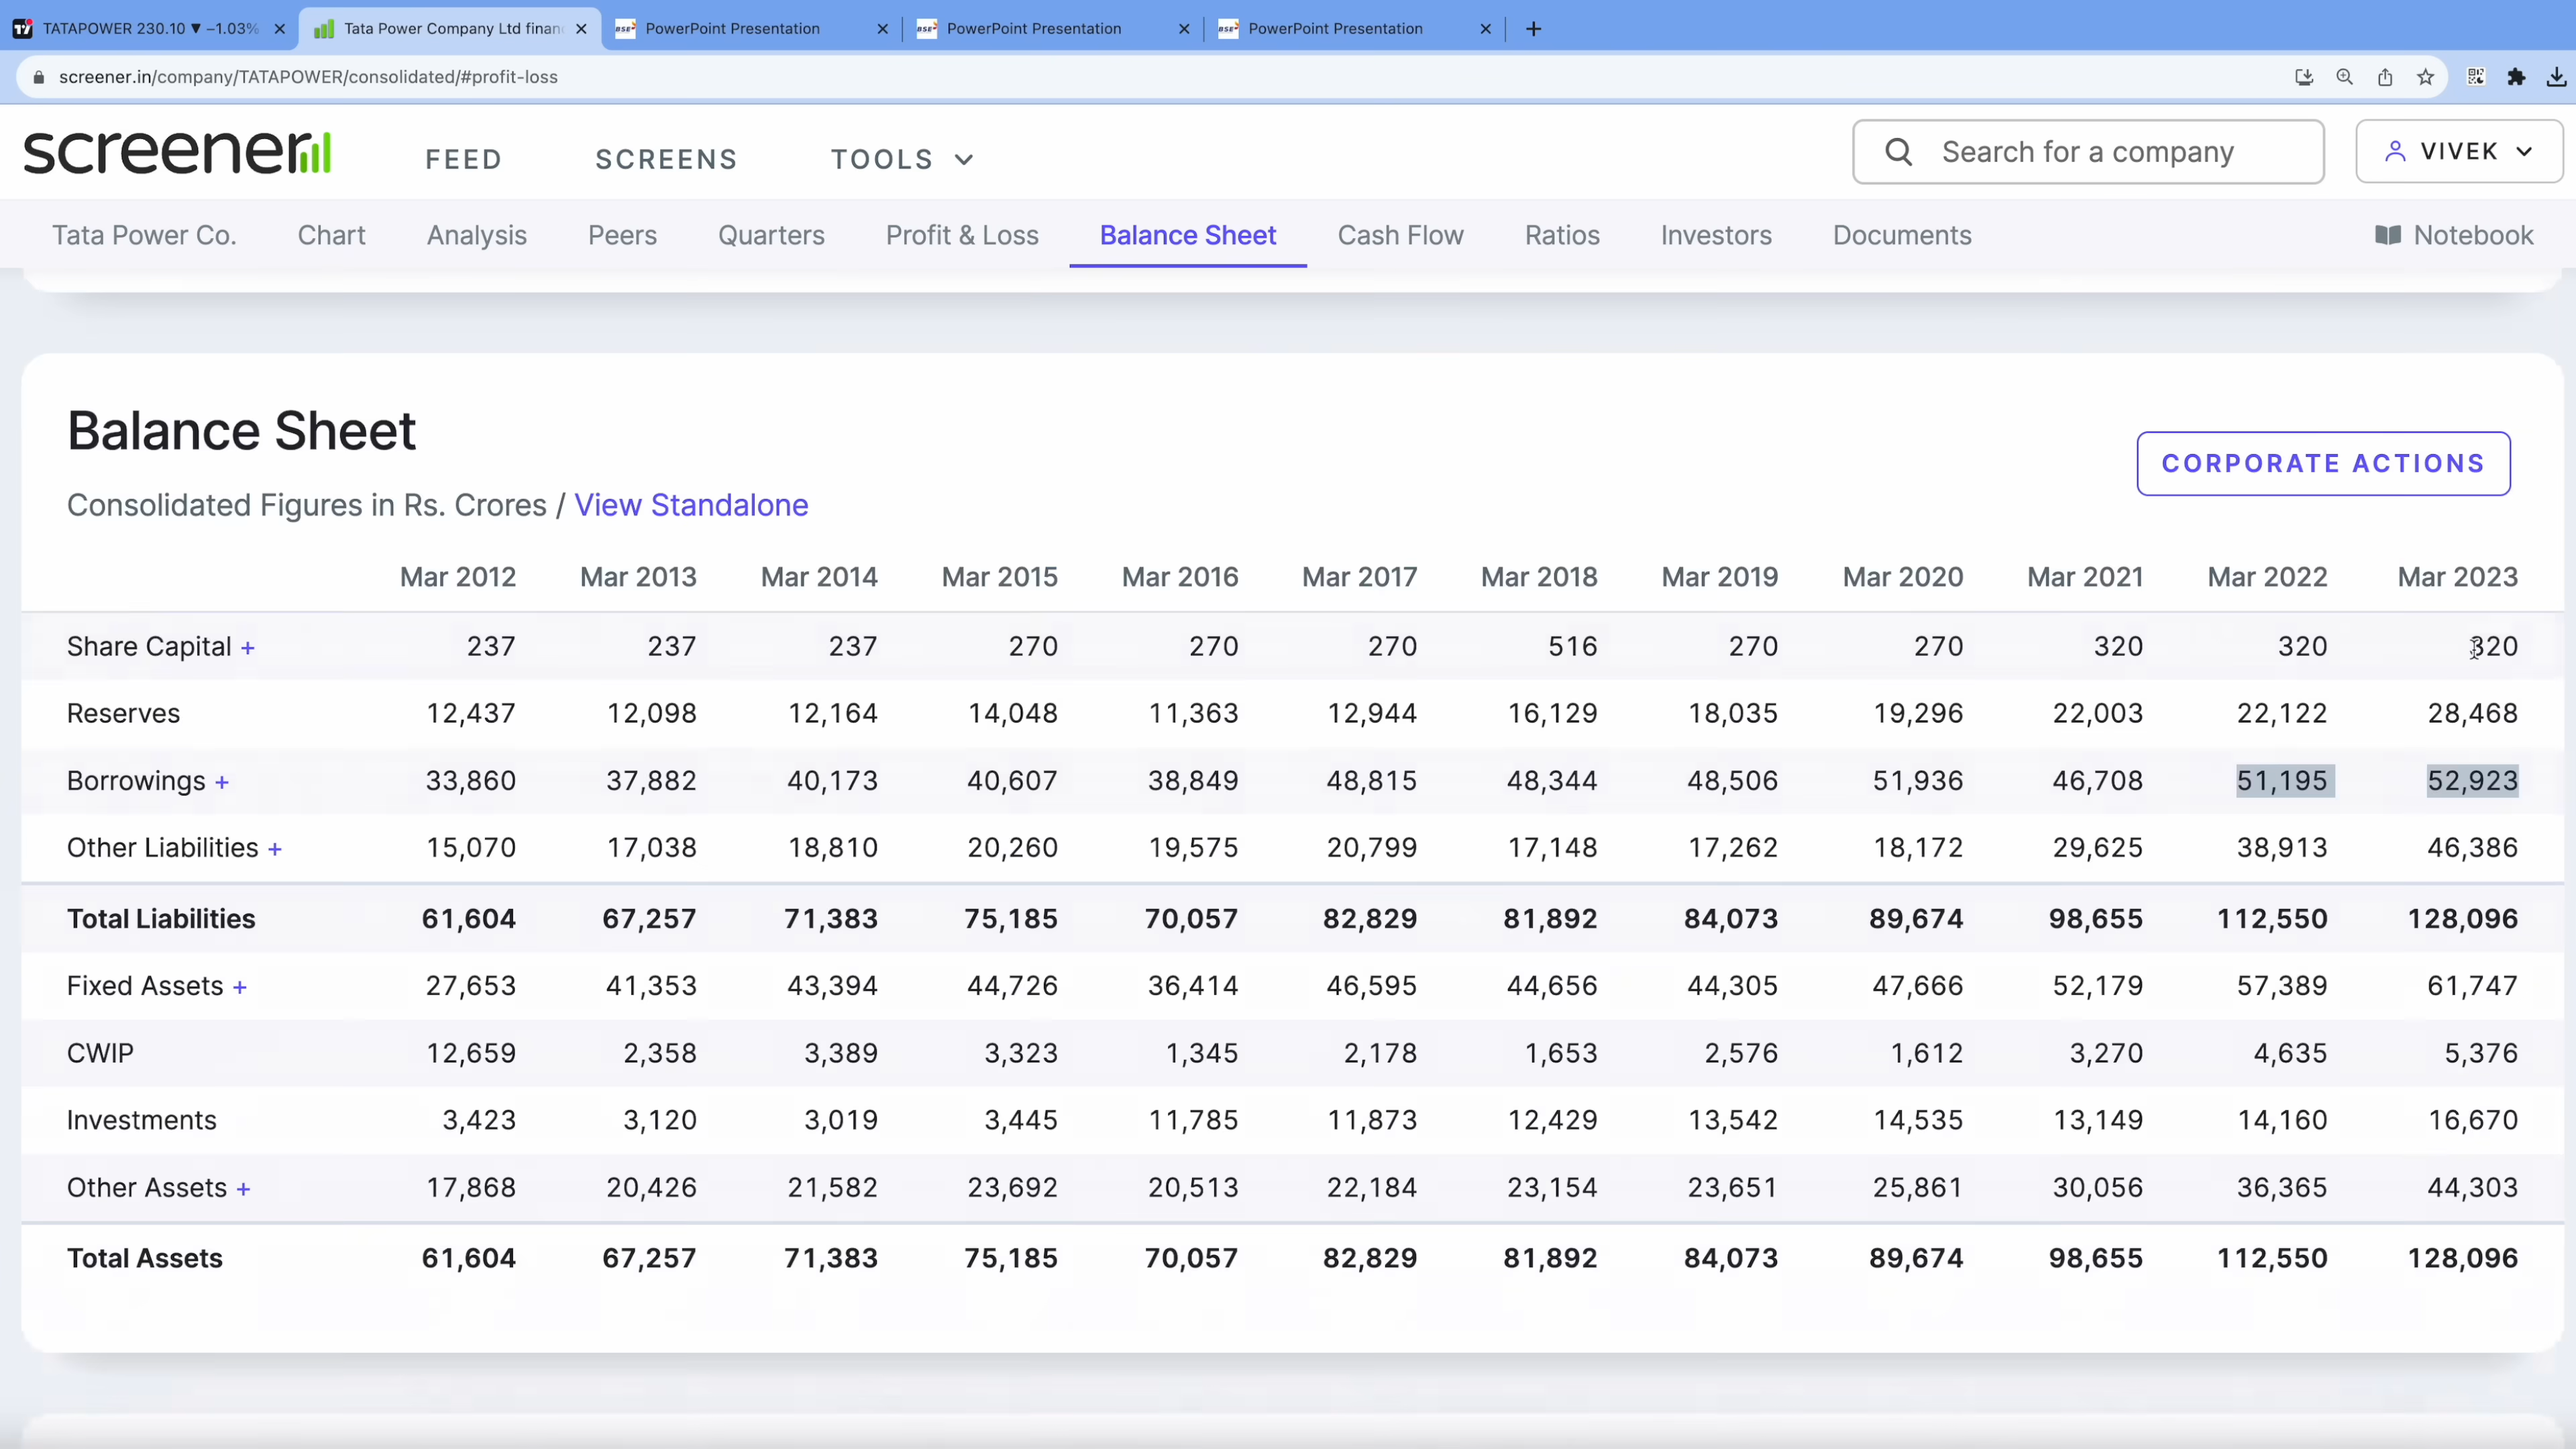 TATAPOWER 230.10 ▼ −1.03%
Tata Power Company Ltd finan
PowerPoint Presentation
PowerPoint Presentation
PowerPoint Presentation
screener.in/company/TATAPOWER/consolidated/#profit-loss
screener FEED SCREENS TOOLS Search for a company VIVEK
Tata Power Co. Chart Analysis Peers Quarters Profit & Loss Balance Sheet Cash Flow Ratios Investors Documents Notebook
Balance Sheet
CORPORATE ACTIONS
Consolidated Figures in Rs. Crores / View Standalone
Mar 2012 Mar 2013 Mar 2014 Mar 2015 Mar 2016 Mar 2017 Mar 2018 Mar 2019 Mar 2020 Mar 2021 Mar 2022 Mar 2023
Share Capital + 237 237 237 270 270 270 516 270 270 320 320 320
Reserves 12,437 12,098 12,164 14,048 11,363 12,944 16,129 18,035 19,296 22,003 22,122 28,468
Borrowings + 33,860 37,882 40,173 40,607 38,849 48,815 48,344 48,506 51,936 46,708 51,195 52,923
Other Liabilities + 15,070 17,038 18,810 20,260 19,575 20,799 17,148 17,262 18,172 29,625 38,913 46,386
Total Liabilities 61,604 67,257 71,383 75,185 70,057 82,829 81,892 84,073 89,674 98,655 112,550 128,096
Fixed Assets + 27,653 41,353 43,394 44,726 36,414 46,595 44,656 44,305 47,666 52,179 57,389 61,747
CWIP 12,659 2,358 3,389 3,323 1,345 2,178 1,653 2,576 1,612 3,270 4,635 5,376
Investments 3,423 3,120 3,019 3,445 11,785 11,873 12,429 13,542 14,535 13,149 14,160 16,670
Other Assets + 17,868 20,426 21,582 23,692 20,513 22,184 23,154 23,651 25,861 30,056 36,365 44,303
Total Assets 61,604 67,257 71,383 75,185 70,057 82,829 81,892 84,073 89,674 98,655 112,550 128,096